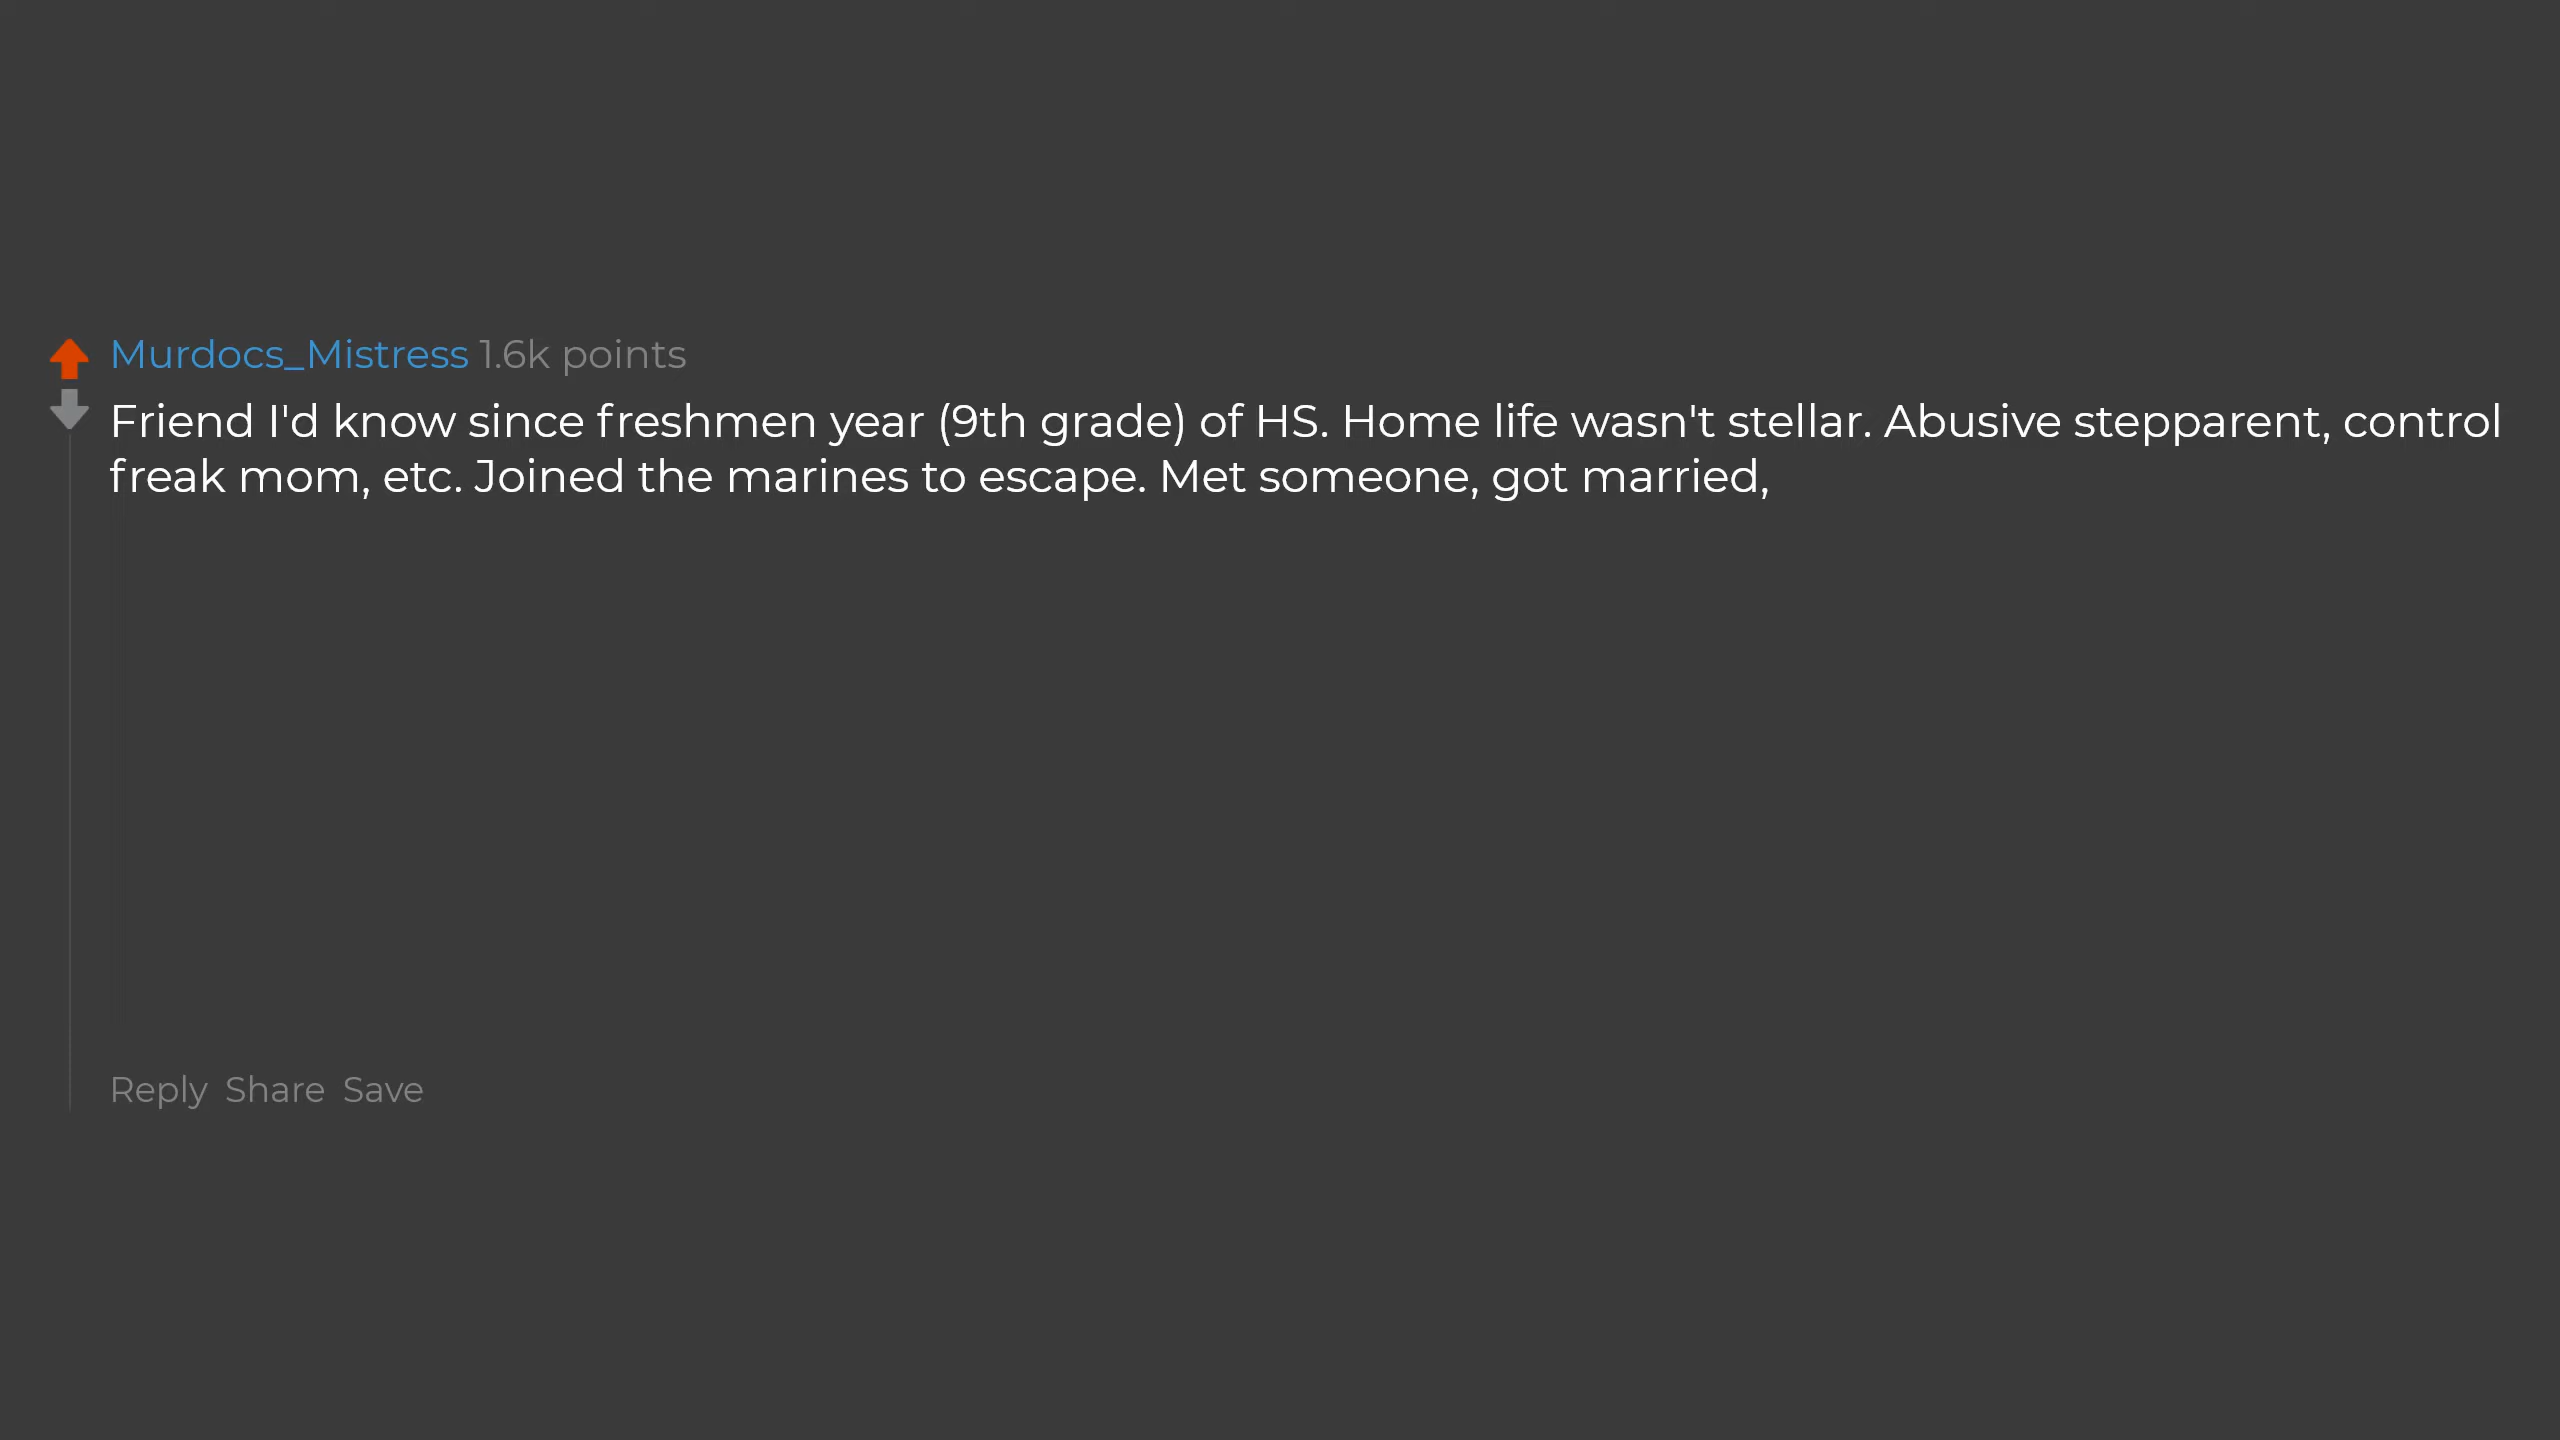 Murdocs_Mistress 1.6k points
Friend I'd know since freshmen year (9th grade) of HS. Home life wasn't stellar. Abusive stepparent, control
freak mom, etc. Joined the marines to escape. Met someone, got married,
Reply Share Save